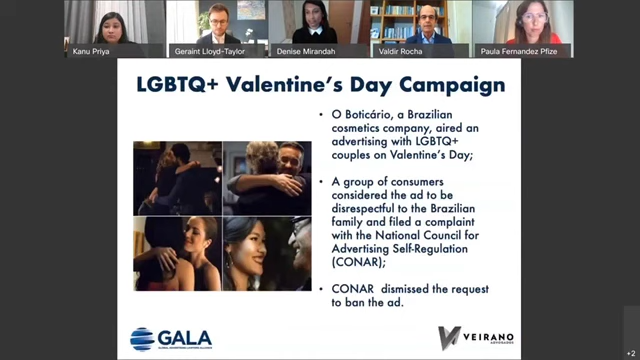 Kanu Priya
Geraint Lloyd-Taylor
Denise Mirandah
Valdir Rocha
Paula Fernandez Pfize
LGBTQ+ Valentine's Day Campaign
• O Boticário, a Brazilian
cosmetics company, aired an
advertising with LGBTQ+
couples on Valentine's Day;
• A group of consumers
considered the ad to be
disrespectful to the Brazilian
family and filed a complaint
with the National Council for
Advertising Self-Regulation
(CONAR);
• CONAR dismissed the request
to ban the ad.
GALA
GLOBAL ADVERTISING LAWYERS ALLIANCE
VEIRANO
ADVOGADOS
+2